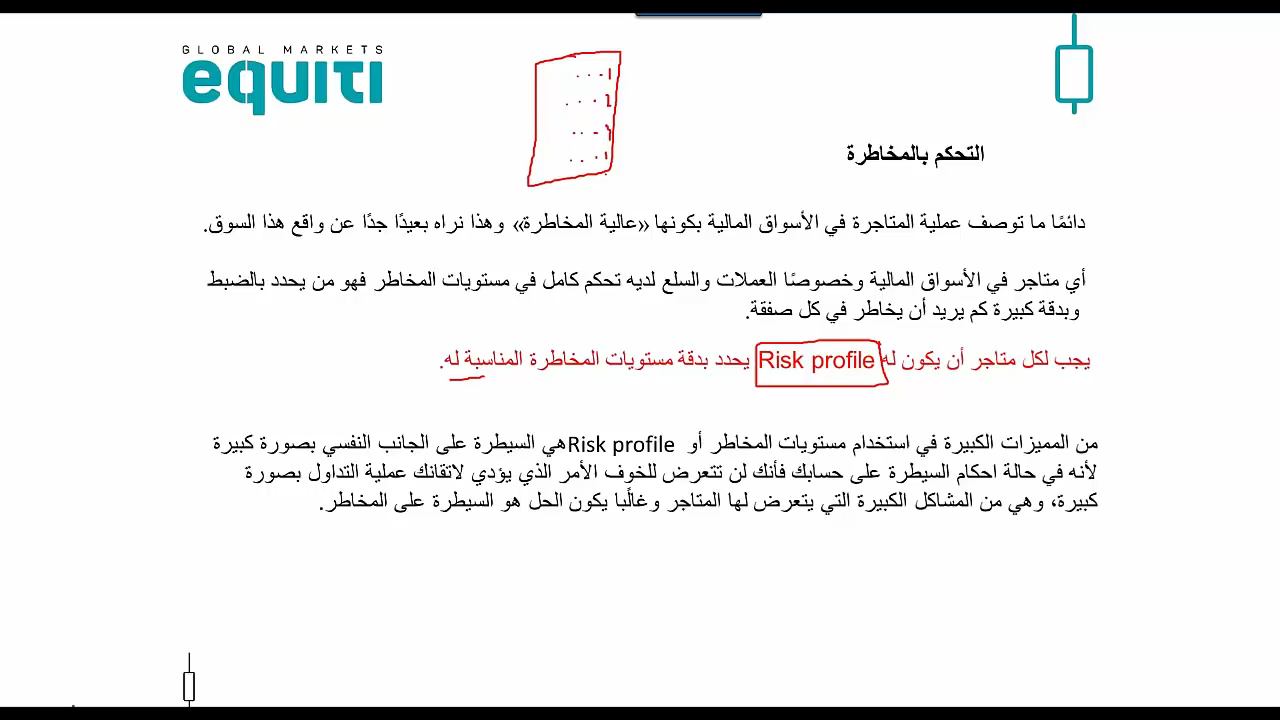 GLOBAL MARKETS
equiti
التحكم بالمخاطرة
دائمًا ما توصف عملية المتاجرة في الأسواق المالية بكونها «عالية المخاطرة» وهذا نراه بعيدًا جدًا عن واقع هذا السوق.
أي متاجر في الأسواق المالية وخصوصًا العملات والسلع لديه تحكم كامل في مستويات المخاطر فهو من يحدد بالضبط
وبدقة كبيرة كم يريد أن يخاطر في كل صفقة.
يجب لكل متاجر أن يكون له Risk profile يحدد بدقة مستويات المخاطرة المناسبة له.
من المميزات الكبيرة في استخدام مستويات المخاطر أو Risk profile هي السيطرة على الجانب النفسي بصورة كبيرة
لأنه في حالة احكام السيطرة على حسابك فأنك لن تتعرض للخوف الأمر الذي يؤدي لاتقانك عملية التداول بصورة
كبيرة، وهي من المشاكل الكبيرة التي يتعرض لها المتاجر وغالبًا يكون الحل هو السيطرة على المخاطر.